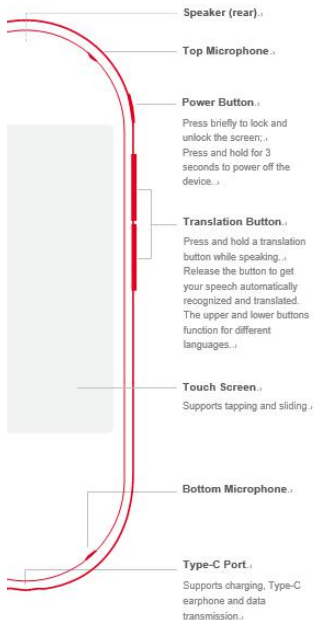 Speaker (rear).
Top Microphone.
Power Button.
Press briefly to lock and
unlock the screen;.
Press and hold for 3
seconds to power off the
device..
Translation Button.
Press and hold a translation
button while speaking..
Release the button to get
your speech automatically
recognized and translated.
The upper and lower buttons
function for different
languages..
Touch Screen.
Supports tapping and sliding.
Bottom Microphone.
Type-C Port.
Supports charging, Type-C
earphone and data
transmission.